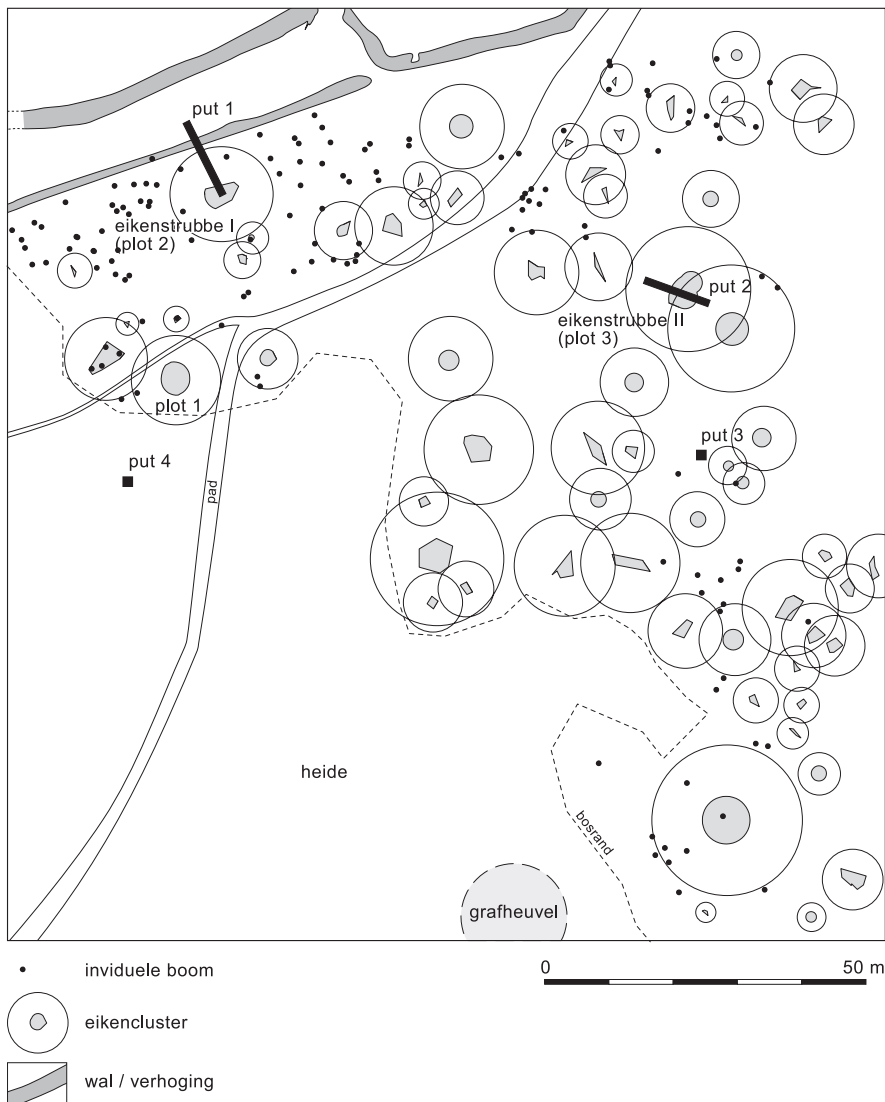 put 1
eikenstrubbe I
(plot 2)
put 2
eikenstrubbe II
(plot 3)
plot 1
put 3
put 4
pad
heide
bosrand
grafheuvel
inviduele boom
0 50 m
eikencluster
wal / verhoging